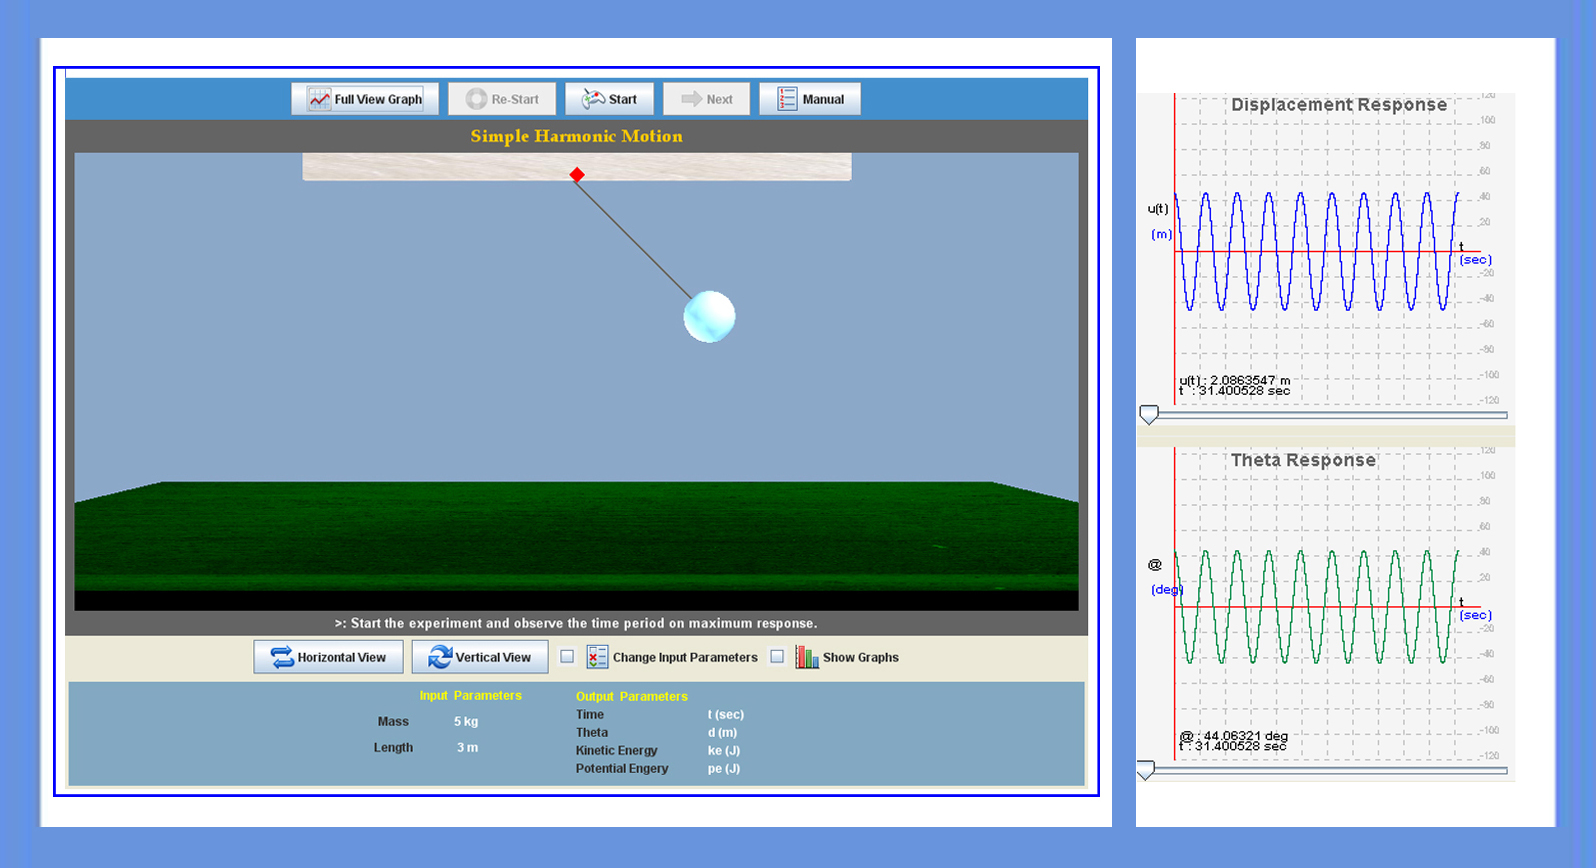 Full View Graph Re-Start Start Next Manual
Simple Harmonic Motion
>: Start the experiment and observe the time period on maximum response.
Horizontal View Vertical View Change Input Parameters Show Graphs
Input Parameters
Mass 5 kg
Length 3 m
Output Parameters
Time t (sec)
Theta d (m)
Kinetic Energy ke (J)
Potential Engery pe (J)
120
Displacement Response
100
80
60
40
u(t)
20
(m)
t
(sec)
-20
-40
-60
-80
-100
u(t) : 2.0863547 m
t : 31.400528 sec
-120
120
Theta Response
100
80
60
40
@
20
(deg)
t
(sec)
-20
-40
-60
-80
-100
@ : 44.06321 deg
t : 31.400528 sec
-120